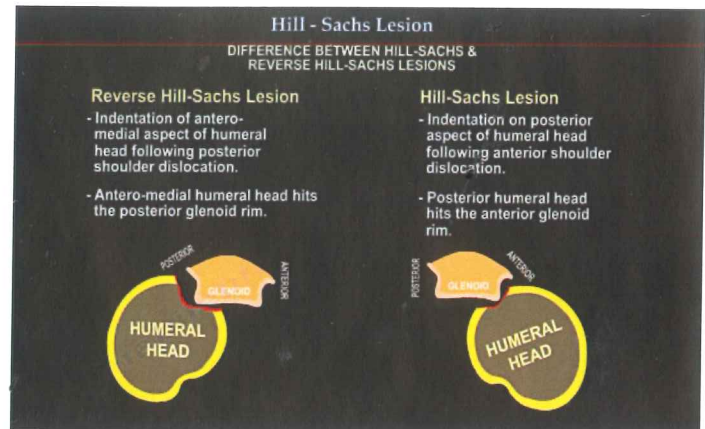 Hill - Sachs Lesion
DIFFERENCE BETWEEN HILL-SACHS &
REVERSE HILL-SACHS LESIONS
Reverse Hill-Sachs Lesion
- Indentation of antero-
medial aspect of humeral
head following posterior
shoulder dislocation.
- Antero-medial humeral head hits
the posterior glenoid rim.
POSTERIOR
GLENOID
ANTERIOR
HUMERAL
HEAD
Hill-Sachs Lesion
- Indentation on posterior
aspect of humeral head
following anterior shoulder
dislocation.
- Posterior humeral head
hits the anterior glenoid
rim.
POSTERIOR
GLENOID
ANTERIOR
HUMERAL
HEAD